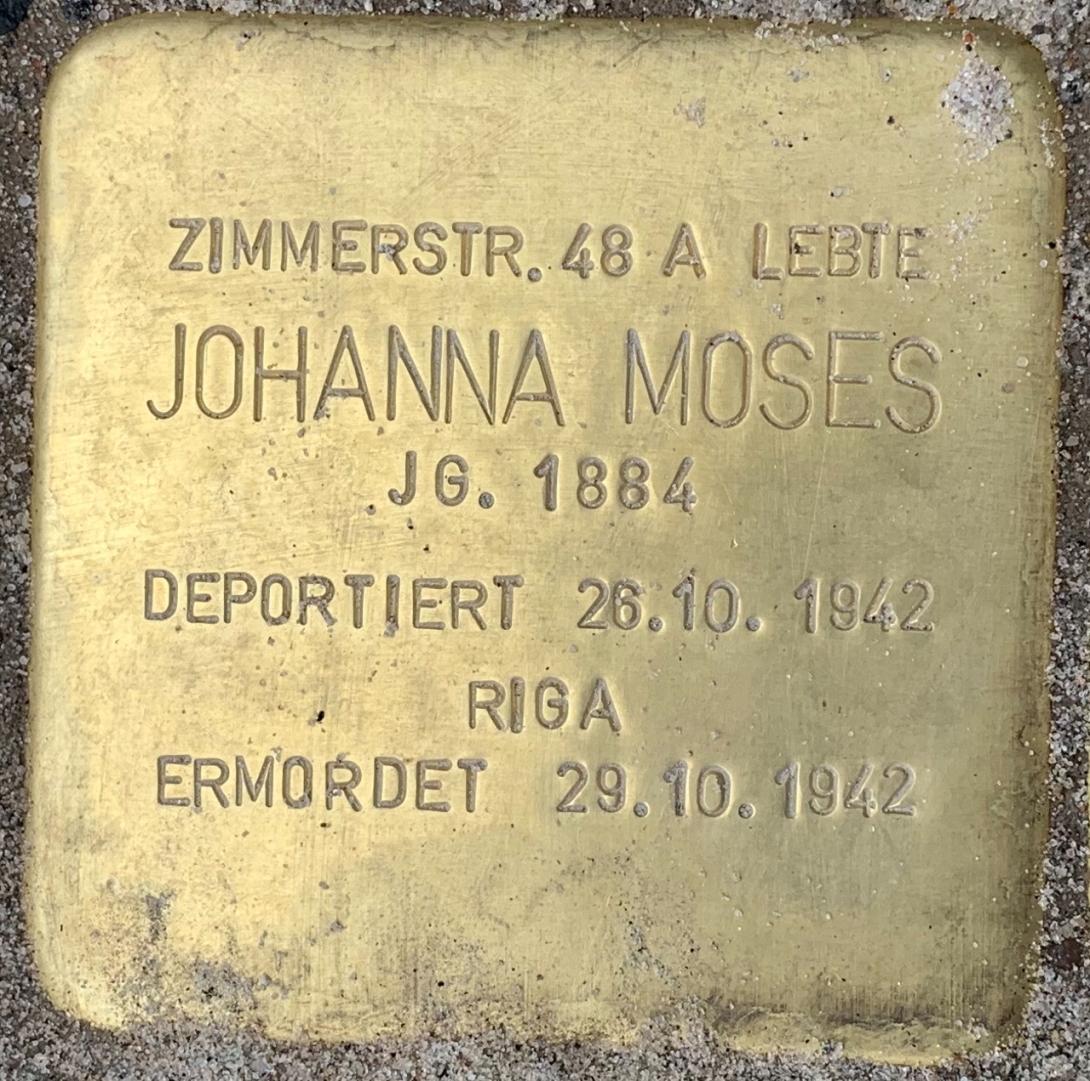 ZIMMERSTR. 48 A LEBTE
JOHANNA MOSES
JG. 1884
DEPORTIERT 26.10. 1942
RIGA
ERMORDET 29.10. 1942